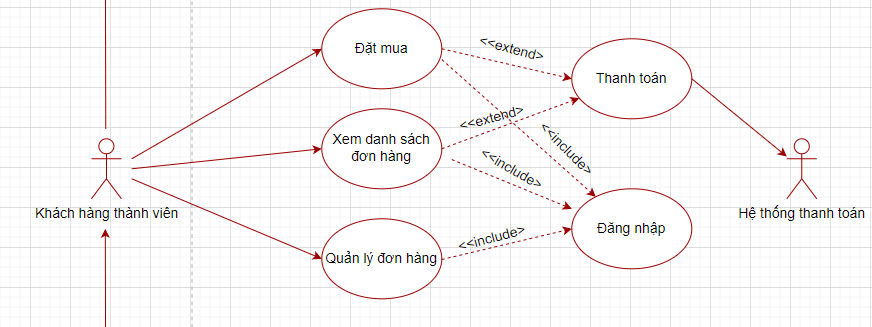 Đặt mua
<<extend>
Thanh toán
Xem danh sách
đơn hàng
<<extend>
<<include>
<<include>
Khách hàng thành viên
Hệ thống thanh toán
Quản lý đơn hàng
<<include>
Đăng nhập